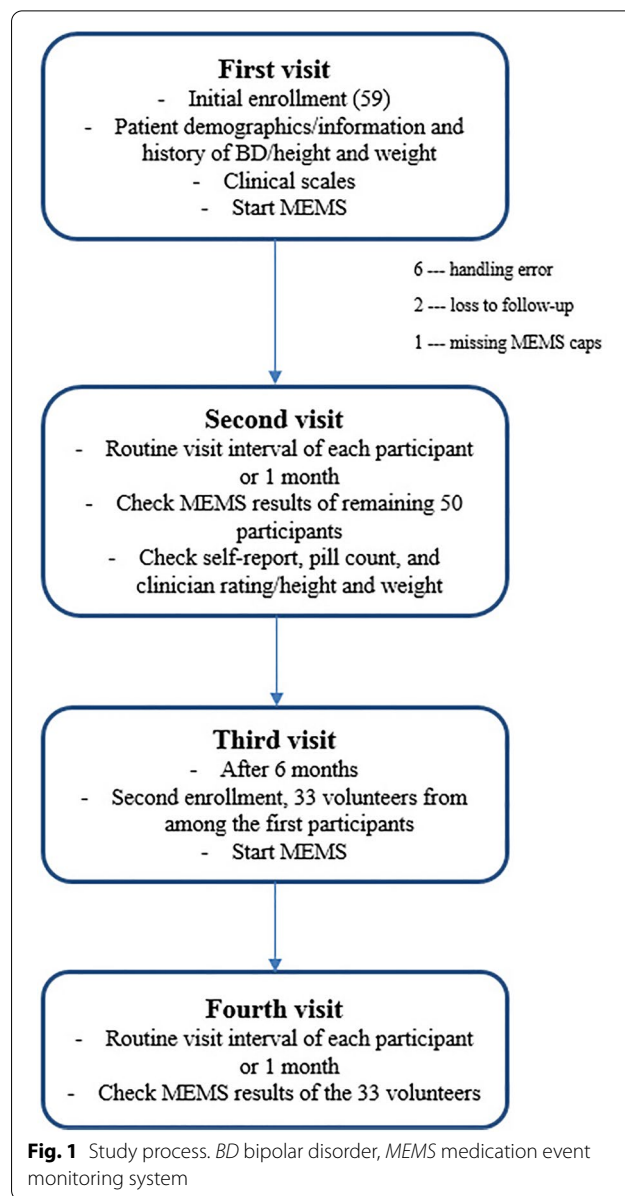 First visit
- Initial enrollment (59)
- Patient demographics/information and
history of BD/height and weight
- Clinical scales
- Start MEMS
6 --- handling error
2 --- loss to follow-up
1 --- missing MEMS caps
Second visit
- Routine visit interval of each participant
or 1 month
- Check MEMS results of remaining 50
participants
- Check self-report, pill count, and
clinician rating/height and weight
Third visit
- After 6 months
- Second enrollment, 33 volunteers from
among the first participants
- Start MEMS
Fourth visit
- Routine visit interval of each participant
or 1 month
- Check MEMS results of the 33 volunteers
Fig. 1 Study process. BD bipolar disorder, MEMS medication event
monitoring system